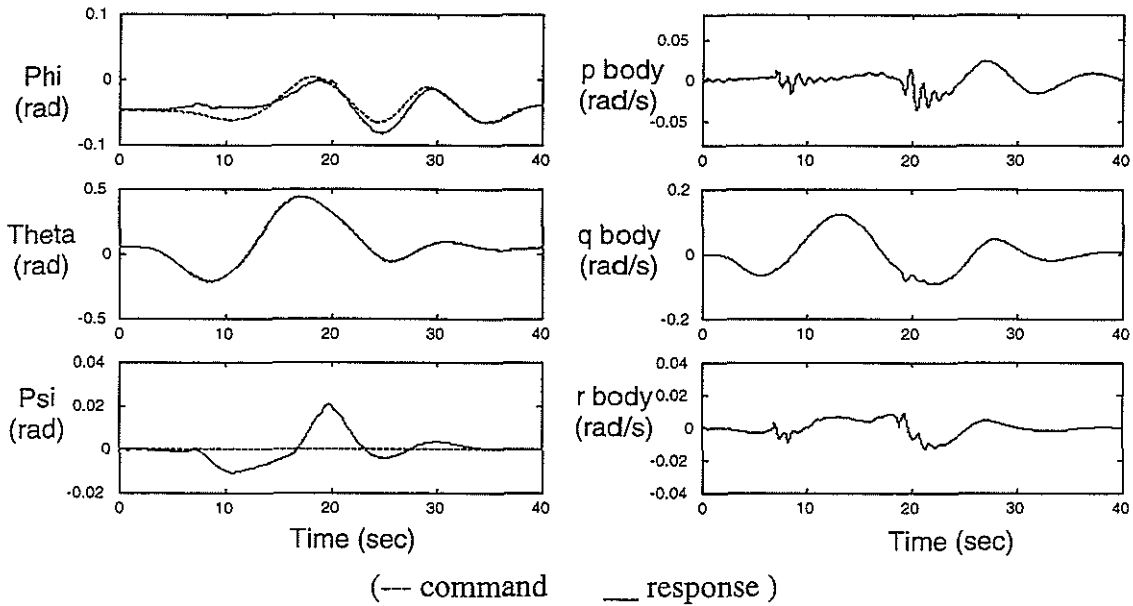 0.1
Phi
(rad)
0
-0.1
0 10 20 30 40
0.5
Theta
(rad)
0
-0.5
0 10 20 30 40
0.04
Psi
(rad)
0.02
0
-0.02
0 10 20 30 40
Time (sec)
0.05
p body
(rad/s)
0
-0.05
0 10 20 30 40
0.2
q body
(rad/s)
0
-0.2
0 10 20 30 40
0.04
0.02
r body
(rad/s)
0
-0.02
-0.04
0 10 20 30 40
Time (sec)
(--- command __ response )